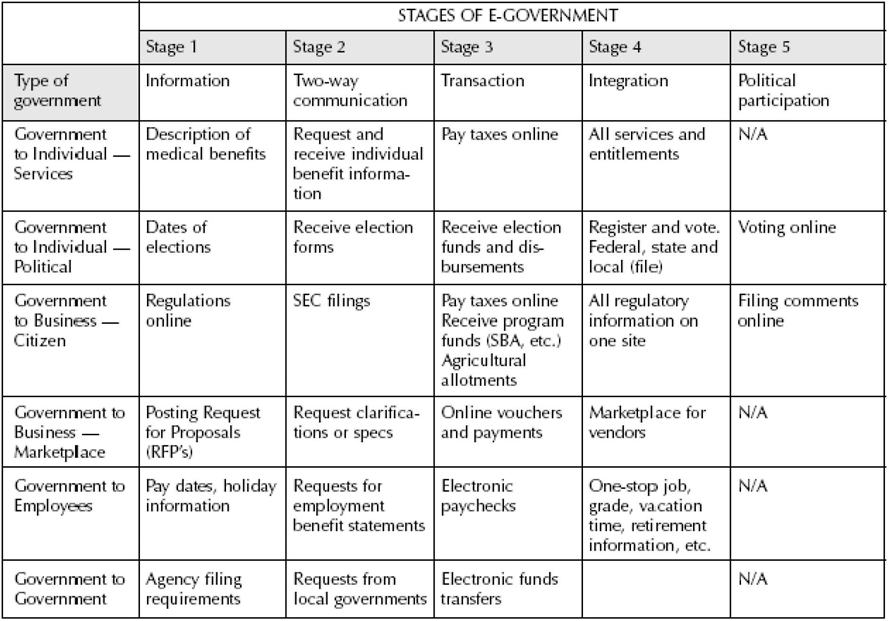 STAGES OF E-GOVERNMENT
Stage 1
Stage 2
Stage 3
Stage 4
Stage 5
Type of
government
Information
Two-way
communication
Transaction
Integration
Political
participation
Government
to Individual —
Services
Description of
medical benefits
Request and
receive individual
benefit informa-
tion
Pay taxes online
All services and
entitlements
N/A
Government
to Individual —
Political
Dates of
elections
Receive election
forms
Receive election
funds and dis-
bursements
Register and vote.
Federal, state and
local (file)
Voting online
Government
to Business —
Citizen
Regulations
online
SEC filings
Pay taxes online
Receive program
funds (SBA, etc.)
Agricultural
allotments
All regulatory
information on
one site
Filing comments
online
Government to
Business —
Marketplace
Posting Request
for Proposals
(RFP's)
Request clarifica-
tions or specs
Online vouchers
and payments
Marketplace for
vendors
N/A
Government to
Employees
Pay dates, holiday
information
Requests for
employment
benefit statements
Electronic
paychecks
One-stop job,
grade, vacation
time, retirement
information, etc.
N/A
Government to
Government
Agency filing
requirements
Requests from
local governments
Electronic funds
transfers
N/A